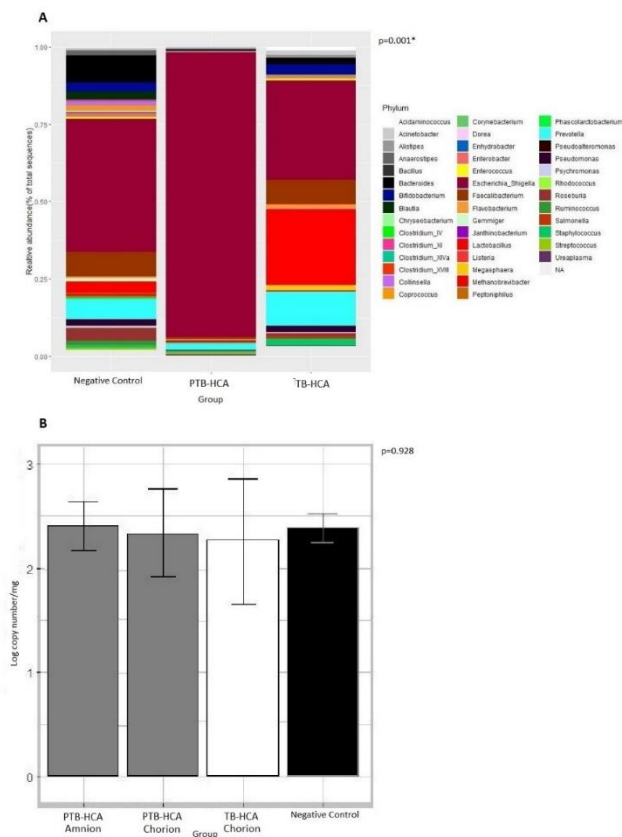 A
p=0.001*
1.00
0.75
0.50
0.25
0.00
Relative abundance(% of total sequences)
Negative Control
PTB-HCA
TB-HCA
Group
Phylum
Acidaminococcus
Acinetobacter
Alistipes
Anaerostipes
Bacillus
Bacteroides
Bifidobacterium
Blautia
Chryseobacterium
Clostridium_IV
Clostridium_XI
Clostridium_XIVa
Clostridium_XVIII
Collinsella
Coprococcus
Corynebacterium
Dorea
Enhydrobacter
Enterobacter
Enterococcus
Escherichia_Shigella
Faecalibacterium
Flavobacterium
Gemmiger
Janthinobacterium
Lactobacillus
Listeria
Megasphaera
Methanobrevibacter
Peptoniphilus
Phascolarctobacterium
Prevotella
Pseudoalteromonas
Pseudomonas
Psychromonas
Rhodococcus
Roseburia
Ruminococcus
Salmonella
Staphylococcus
Streptococcus
Ureaplasma
NA
B
p=0.928
3
2
1
0
Log copy number/mg
PTB-HCA
Amnion
PTB-HCA
Chorion
TB-HCA
Chorion
Negative Control
Group